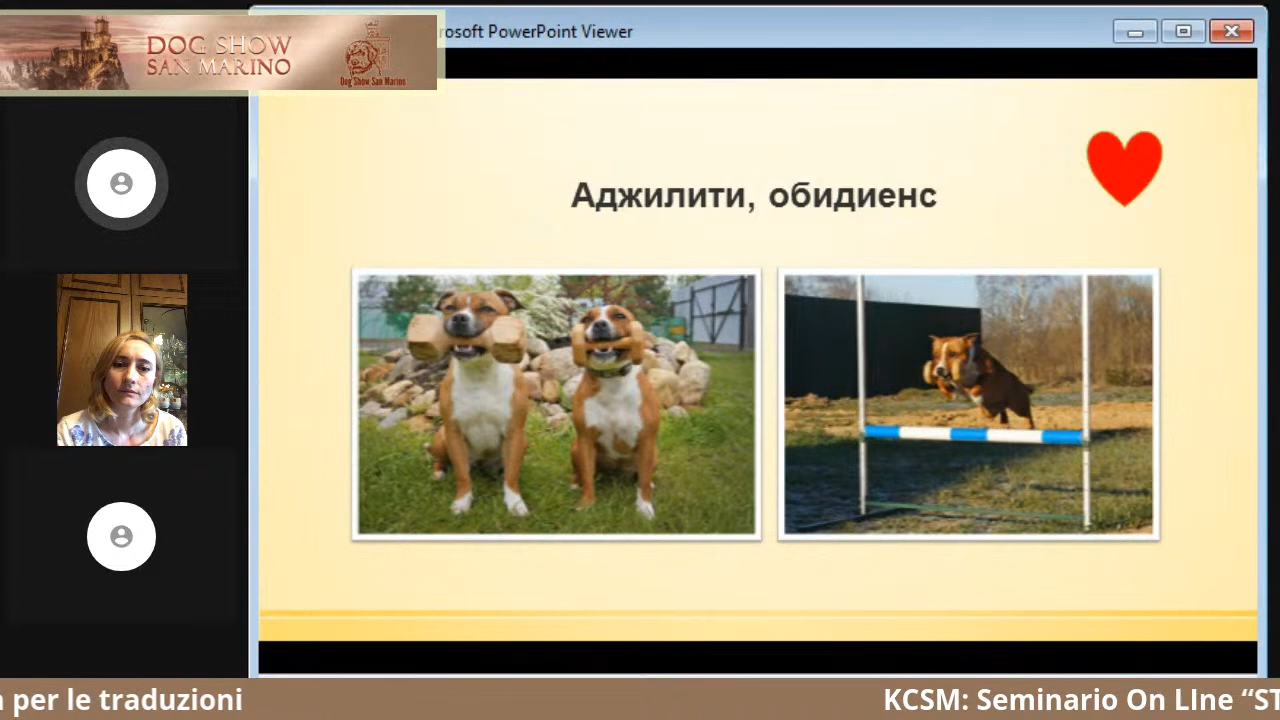 DOG SHOW
SAN MARINO
Dog Show San Marino
rosoft PowerPoint Viewer
Аджилити, обидиенс
per le traduzioni
KCSM: Seminario On LIne “ST